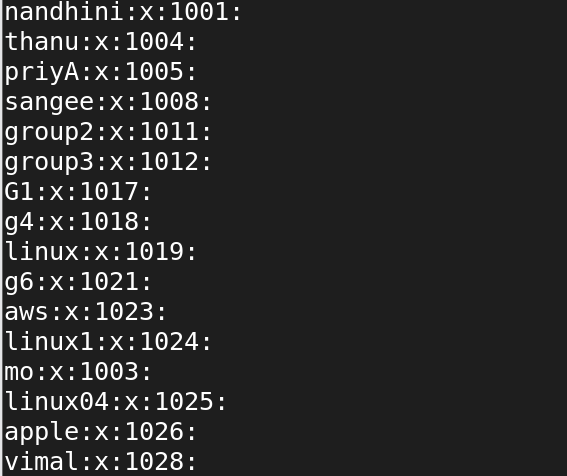 nandhini:x:1001:
thanu:x:1004:
priyA:x:1005:
sangee:x:1008:
group2:x:1011:
group3:x:1012:
G1:x:1017:
g4:x:1018:
linux:x:1019:
g6:x:1021:
aws:x:1023:
linux1:x:1024:
mo:x:1003:
linux04:x:1025:
apple:x:1026:
vimal:x:1028: